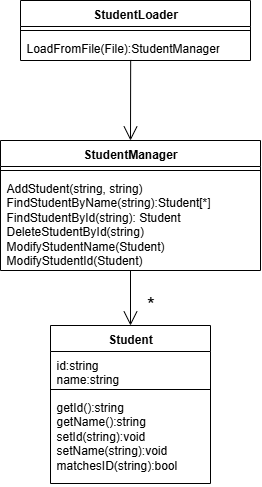 StudentLoader
LoadFromFile(File):StudentManager
StudentManager
AddStudent(string, string)
FindStudentByName(string):Student[*]
FindStudentById(string): Student
DeleteStudentById(string)
ModifyStudentName(Student)
ModifyStudentId(Student)
*
Student
id:string
name:string
getId():string
getName():string
setId(string):void
setName(string):void
matchesID(string):bool